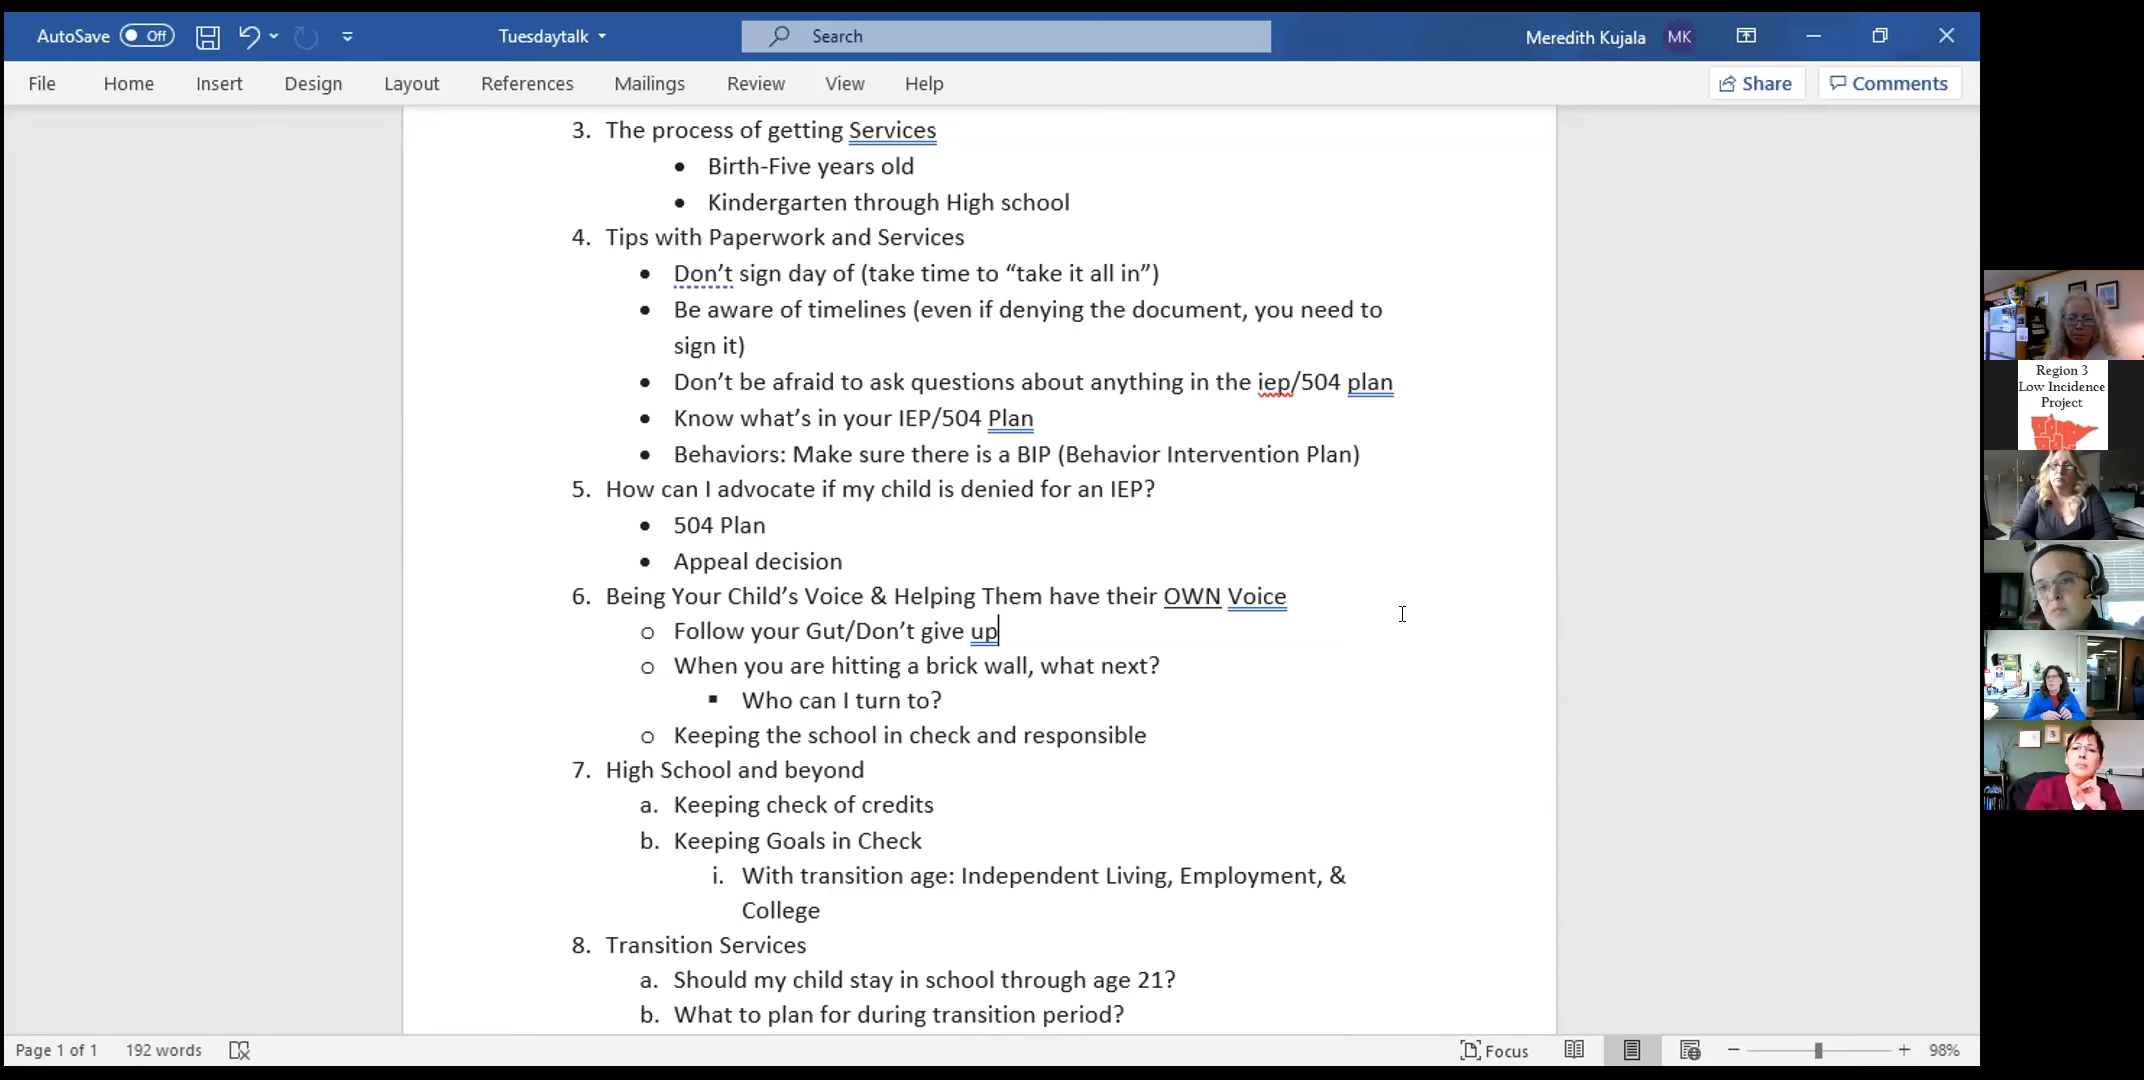 AutoSave Off Tuesdaytalk Search Meredith Kujala MK
File Home Insert Design Layout References Mailings Review View Help Share Comments
3. The process of getting Services
• Birth-Five years old
• Kindergarten through High school
4. Tips with Paperwork and Services
• Don’t sign day of (take time to “take it all in”)
• Be aware of timelines (even if denying the document, you need to
sign it)
• Don’t be afraid to ask questions about anything in the iep/504 plan
• Know what’s in your IEP/504 Plan
• Behaviors: Make sure there is a BIP (Behavior Intervention Plan)
5. How can I advocate if my child is denied for an IEP?
• 504 Plan
• Appeal decision
6. Being Your Child’s Voice & Helping Them have their OWN Voice
o Follow your Gut/Don’t give up
o When you are hitting a brick wall, what next?
▪ Who can I turn to?
o Keeping the school in check and responsible
7. High School and beyond
a. Keeping check of credits
b. Keeping Goals in Check
i. With transition age: Independent Living, Employment, &
College
8. Transition Services
a. Should my child stay in school through age 21?
b. What to plan for during transition period?
Page 1 of 1 192 words Focus 98%
Region 3
Low Incidence
Project